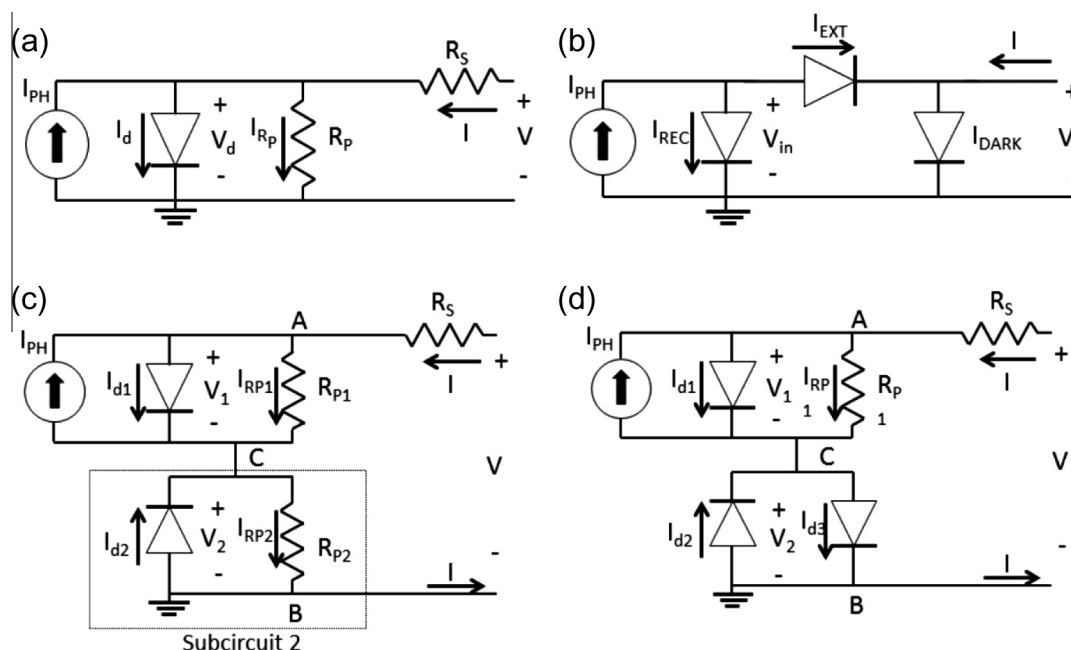 (a)
R_S
I_PH
I_d
+
V_d
-
I_Rp
R_P
I
+
V
-
(b)
I_EXT
I
I_PH
I_REC
+
V_in
-
I_DARK
+
V
-
(c)
R_S
A
I_PH
I_d1
+
V_1
-
I_RP1
R_P1
I
+
C
V
I_d2
+
V_2
-
I_RP2
R_P2
-
I
B
Subcircuit 2
(d)
R_S
A
I_PH
I_d1
+
V_1
-
I_RP
1
R_P
1
I
+
C
V
I_d2
+
V_2
-
I_d3
-
I
B